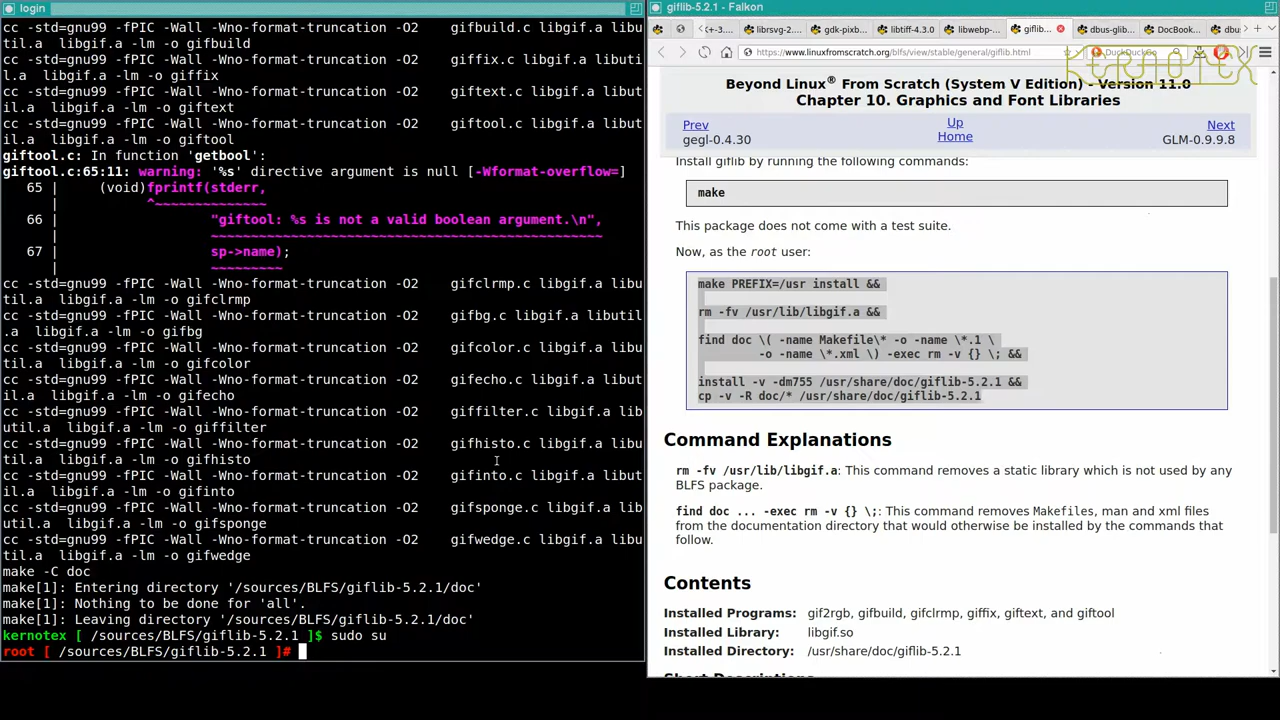 login
cc -std=gnu99 -fPIC -Wall -Wno-format-truncation -O2    gifbuild.c libgif.a libu
til.a  libgif.a -lm -o gifbuild
cc -std=gnu99 -fPIC -Wall -Wno-format-truncation -O2    giffix.c libgif.a libuti
l.a  libgif.a -lm -o giffix
cc -std=gnu99 -fPIC -Wall -Wno-format-truncation -O2    giftext.c libgif.a libut
il.a  libgif.a -lm -o giftext
cc -std=gnu99 -fPIC -Wall -Wno-format-truncation -O2    giftool.c libgif.a libut
il.a  libgif.a -lm -o giftool
giftool.c: In function 'getbool':
giftool.c:65:11: warning: '%s' directive argument is null [-Wformat-overflow=]
65 |     (void)fprintf(stderr,
|           ^~~~~~~~~~~~~~~
66 |                   "giftool: %s is not a valid boolean argument.\n",
|                   ~~~~~~~~~~~~~~~~~~~~~~~~~~~~~~~~~~~~~~~~~~~~~~~~~
67 |                   sp->name);
|                   ~~~~~~~~~
cc -std=gnu99 -fPIC -Wall -Wno-format-truncation -O2    gifclrmp.c libgif.a libu
til.a  libgif.a -lm -o gifclrmp
cc -std=gnu99 -fPIC -Wall -Wno-format-truncation -O2    gifbg.c libgif.a libutil
.a  libgif.a -lm -o gifbg
cc -std=gnu99 -fPIC -Wall -Wno-format-truncation -O2    gifcolor.c libgif.a libu
til.a  libgif.a -lm -o gifcolor
cc -std=gnu99 -fPIC -Wall -Wno-format-truncation -O2    gifecho.c libgif.a libut
il.a  libgif.a -lm -o gifecho
cc -std=gnu99 -fPIC -Wall -Wno-format-truncation -O2    giffilter.c libgif.a lib
util.a  libgif.a -lm -o giffilter
cc -std=gnu99 -fPIC -Wall -Wno-format-truncation -O2    gifhisto.c libgif.a libu
til.a  libgif.a -lm -o gifhisto
cc -std=gnu99 -fPIC -Wall -Wno-format-truncation -O2    gifinto.c libgif.a libut
il.a  libgif.a -lm -o gifinto
cc -std=gnu99 -fPIC -Wall -Wno-format-truncation -O2    gifsponge.c libgif.a lib
util.a  libgif.a -lm -o gifsponge
cc -std=gnu99 -fPIC -Wall -Wno-format-truncation -O2    gifwedge.c libgif.a libu
til.a  libgif.a -lm -o gifwedge
make -C doc
make[1]: Entering directory '/sources/BLFS/giflib-5.2.1/doc'
make[1]: Nothing to be done for 'all'.
make[1]: Leaving directory '/sources/BLFS/giflib-5.2.1/doc'
kernotex [ /sources/BLFS/giflib-5.2.1 ]$ sudo su
root [ /sources/BLFS/giflib-5.2.1 ]#
giflib-5.2.1 - Falkon
<+-3... librsvg-2... gdk-pixb... libtiff-4.3.0 libwebp-... giflib... dbus-glib... DocBook... dbu
https://www.linuxfromscratch.org/blfs/view/stable/general/giflib.html DuckDuckGo
KERNOTEX
Beyond Linux® From Scratch (System V Edition) - Version 11.0
Chapter 10. Graphics and Font Libraries
Prev Up Next
gegl-0.4.30 Home GLM-0.9.9.8
Install giflib by running the following commands:
make
This package does not come with a test suite.
Now, as the root user:
make PREFIX=/usr install &&
rm -fv /usr/lib/libgif.a &&
find doc \( -name Makefile\* -o -name \*.1 \
-o -name \*.xml \) -exec rm -v {} \; &&
install -v -dm755 /usr/share/doc/giflib-5.2.1 &&
cp -v -R doc/* /usr/share/doc/giflib-5.2.1
Command Explanations
rm -fv /usr/lib/libgif.a: This command removes a static library which is not used by any
BLFS package.
find doc ... -exec rm -v {} \;: This command removes Makefiles, man and xml files
from the documentation directory that would otherwise be installed by the commands that
follow.
Contents
Installed Programs: gif2rgb, gifbuild, gifclrmp, giffix, giftext, and giftool
Installed Library: libgif.so
Installed Directory: /usr/share/doc/giflib-5.2.1
Short Descriptions